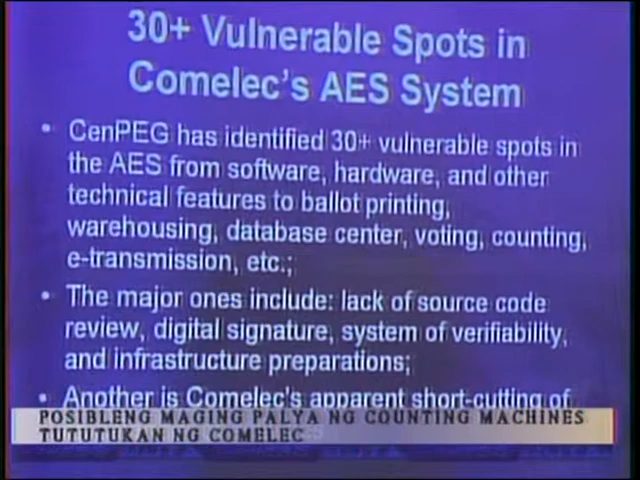 30+ Vulnerable Spots in
Comelec's AES System
• CenPEG has identified 30+ vulnerable spots in
the AES from software, hardware, and other
technical features to ballot printing,
warehousing, database center, voting, counting,
e-transmission, etc.;
• The major ones include: lack of source code
review, digital signature, system of verifiability,
and infrastructure preparations;
• Another is Comelec's apparent short-cutting of
POSIBLENG MAGING PALYA NG COUNTING MACHINES
TUTUTUKAN NG COMELEC